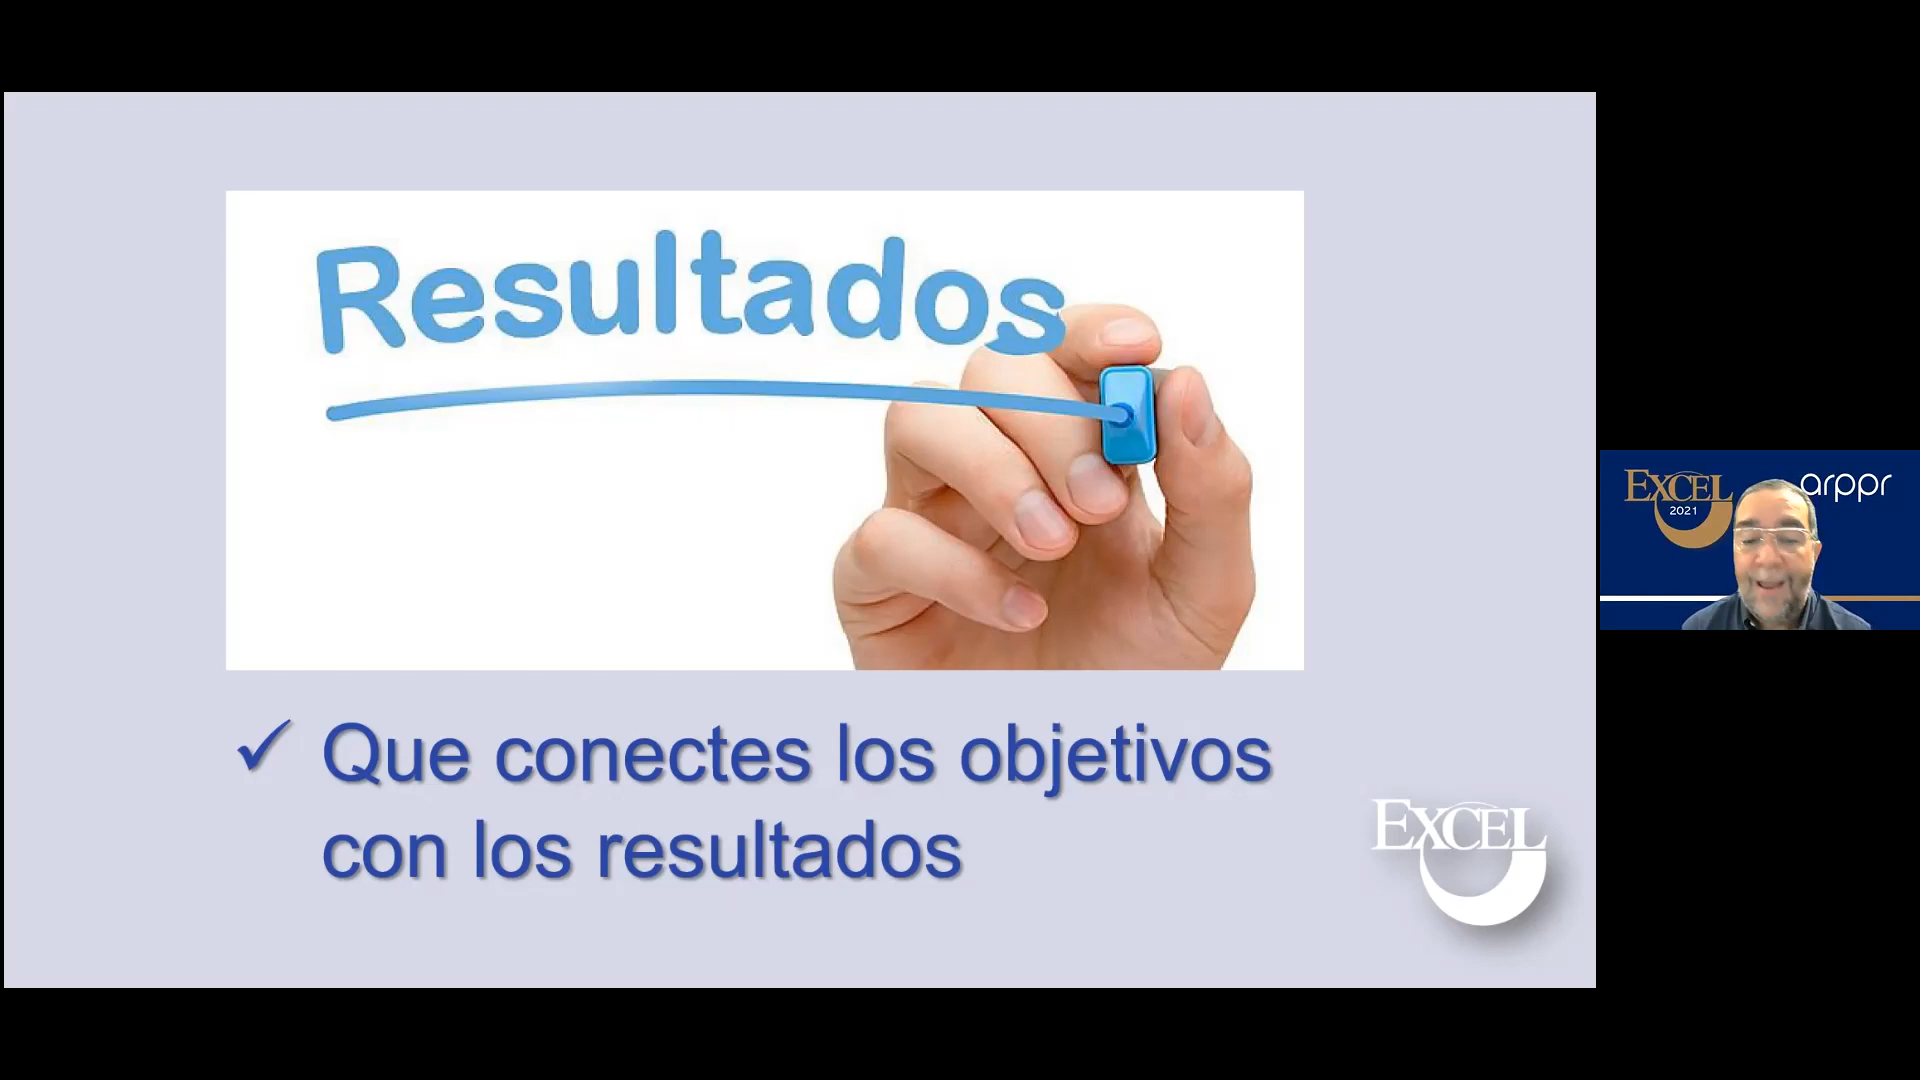 Resultados
✓ Que conectes los objetivos
con los resultados
EXCEL
EXCEL
2021
arppr